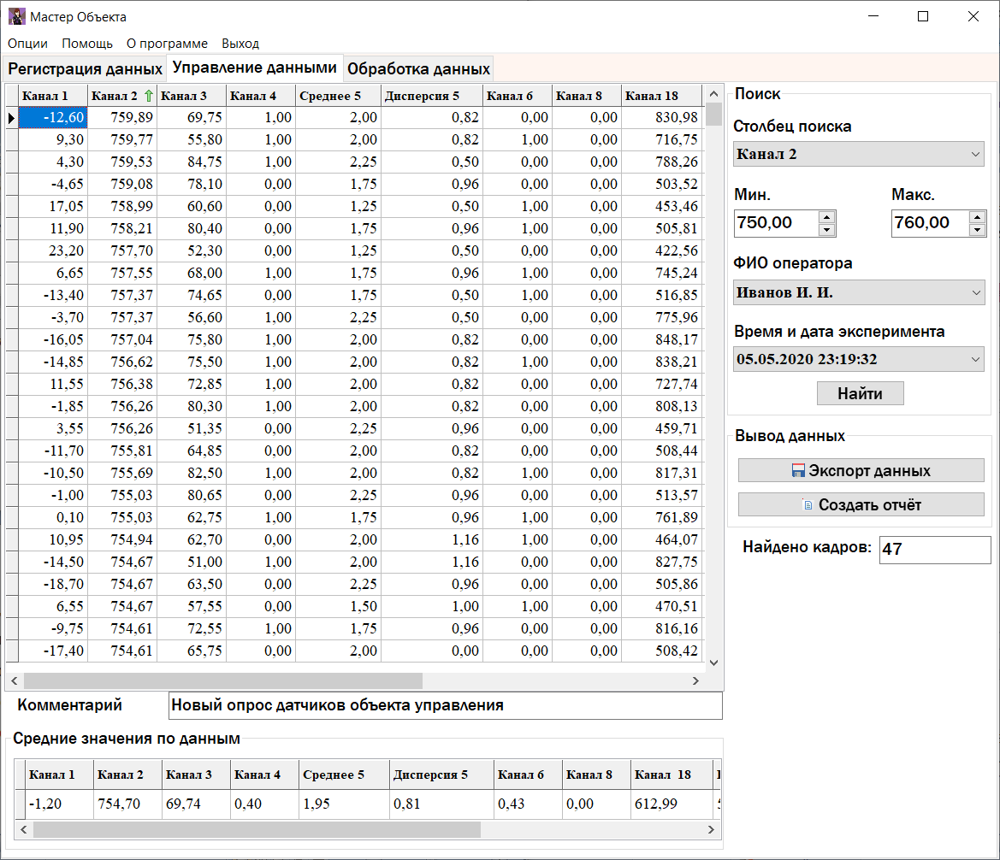 Мастер Объекта
Опции Помощь О программе Выход
Регистрация данных Управление данными Обработка данных
Канал 1 Канал 2 Канал 3 Канал 4 Среднее 5 Дисперсия 5 Канал 6 Канал 8 Канал 18
-12,60 759,89 69,75 1,00 2,00 0,82 0,00 0,00 830,98
9,30 759,77 55,80 1,00 2,00 0,82 1,00 0,00 716,75
4,30 759,53 84,75 1,00 2,25 0,50 0,00 0,00 788,26
-4,65 759,08 78,10 0,00 1,75 0,96 0,00 0,00 503,52
17,05 758,99 60,60 0,00 1,25 0,50 1,00 0,00 453,46
11,90 758,21 80,40 0,00 1,75 0,96 1,00 0,00 505,81
23,20 757,70 52,30 0,00 1,25 0,50 0,00 0,00 422,56
6,65 757,55 68,00 1,00 1,75 0,96 1,00 0,00 745,24
-13,40 757,37 74,65 0,00 1,75 0,50 1,00 0,00 516,85
-3,70 757,37 56,60 1,00 2,25 0,50 0,00 0,00 775,96
-16,05 757,04 75,80 1,00 2,00 0,82 0,00 0,00 848,17
-14,85 756,62 75,50 1,00 2,00 0,82 1,00 0,00 838,21
11,55 756,38 72,85 1,00 2,00 0,82 0,00 0,00 727,74
-1,85 756,26 80,30 1,00 2,00 0,82 0,00 0,00 808,13
3,55 756,26 51,35 0,00 2,25 0,96 0,00 0,00 459,71
-11,70 755,81 64,85 0,00 2,00 0,82 0,00 0,00 508,44
-10,50 755,69 82,50 1,00 2,00 0,82 1,00 0,00 817,31
-1,00 755,03 80,65 0,00 2,25 0,96 0,00 0,00 513,57
0,10 755,03 62,75 1,00 1,75 0,96 1,00 0,00 761,89
10,95 754,94 62,70 0,00 2,00 1,16 1,00 0,00 464,07
-14,50 754,67 51,00 1,00 2,00 1,16 0,00 0,00 827,75
-18,70 754,67 63,50 0,00 2,25 0,96 0,00 0,00 505,86
6,55 754,67 57,55 0,00 1,50 1,00 1,00 0,00 470,51
-9,75 754,61 72,55 1,00 1,75 0,96 0,00 0,00 816,16
-17,40 754,61 65,75 0,00 2,00 0,00 0,00 0,00 508,42
Комментарий Новый опрос датчиков объекта управления
Средние значения по данным
Канал 1 Канал 2 Канал 3 Канал 4 Среднее 5 Дисперсия 5 Канал 6 Канал 8 Канал 18
-1,20 754,70 69,74 0,40 1,95 0,81 0,43 0,00 612,99
Поиск
Столбец поиска
Канал 2
Мин. Макс.
750,00 760,00
ФИО оператора
Иванов И. И.
Время и дата эксперимента
05.05.2020 23:19:32
Найти
Вывод данных
Экспорт данных
Создать отчёт
Найдено кадров: 47